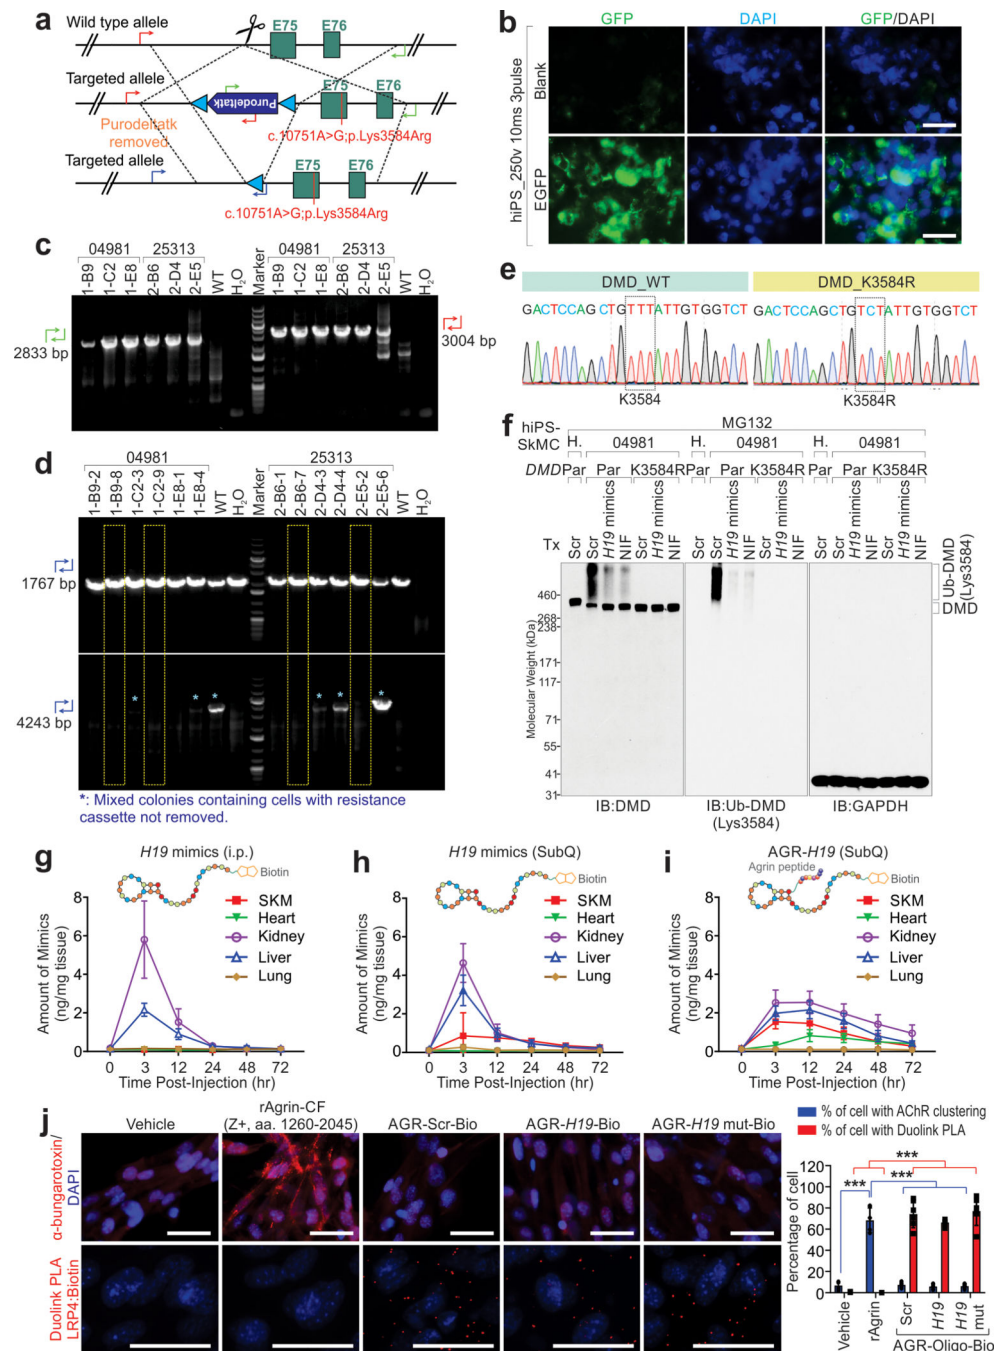 a
Wild type allele
E75
E76
Targeted allele
Purodeltatk
E75
E76
Purodeltatk
removed
c.10751A>G;p.Lys3584Arg
Targeted allele
E75
E76
c.10751A>G;p.Lys3584Arg
b
GFP
DAPI
GFP/DAPI
hiPS_250v 10ms 3pulse
Blank
EGFP
c
04981
25313
04981
25313
1-B9
1-C2
1-E8
2-B6
2-D4
2-E5
WT
H2O
Marker
1-B9
1-C2
1-E8
2-B6
2-D4
2-E5
WT
H2O
2833 bp
3004 bp
d
04981
25313
1-B9-2
1-B9-8
1-C2-3
1-C2-9
1-E8-1
1-E8-4
WT
H2O
Marker
2-B6-1
2-B6-7
2-D4-3
2-D4-4
2-E5-2
2-E5-6
WT
H2O
1767 bp
4243 bp
* * * * * *
*: Mixed colonies containing cells with resistance
cassette not removed.
e
DMD_WT
DMD_K3584R
GACTCCAGCTGTTTATTGTGGTCT
GACTCCAGCTGTCTATTGTGGTCT
K3584
K3584R
f
MG132
hiPS-
SkMC
H.
04981
H.
04981
H.
04981
DMD
Par
Par
K3584R
Par
Par
K3584R
Par
Par
K3584R
Tx
Scr
Scr
H19 mimics
NIF
Scr
H19 mimics
NIF
Scr
Scr
H19 mimics
NIF
Scr
H19 mimics
NIF
Scr
Scr
H19 mimics
NIF
Scr
H19 mimics
NIF
Molecular Weight (kDa)
460
268
238
171
117
71
55
41
31
Ub-DMD
(Lys3584)
DMD
IB:DMD
IB:Ub-DMD
(Lys3584)
IB:GAPDH
g
H19 mimics (i.p.)
Biotin
SKM
Heart
Kidney
Liver
Lung
Amount of Mimics
(ng/mg tissue)
8
6
4
2
0
0 3 12 24 48 72
Time Post-Injection (hr)
h
H19 mimics (SubQ)
Biotin
SKM
Heart
Kidney
Liver
Lung
Amount of Mimics
(ng/mg tissue)
8
6
4
2
0
0 3 12 24 48 72
Time Post-Injection (hr)
i
AGR-H19 (SubQ)
Agrin peptide
Biotin
SKM
Heart
Kidney
Liver
Lung
Amount of Mimics
(ng/mg tissue)
8
6
4
2
0
0 3 12 24 48 72
Time Post-Injection (hr)
j
Vehicle
rAgrin-CF
(Z+, aa. 1260-2045)
AGR-Scr-Bio
AGR-H19-Bio
AGR-H19 mut-Bio
α-bungarotoxin/
DAPI
Duolink PLA
LRP4:Biotin
% of cell with AChR clustering
% of cell with Duolink PLA
Percentage of cell
120
100
80
60
40
20
0
***
***
***
Vehicle
rAgrin
Scr
H19
H19
mut
AGR-Oligo-Bio